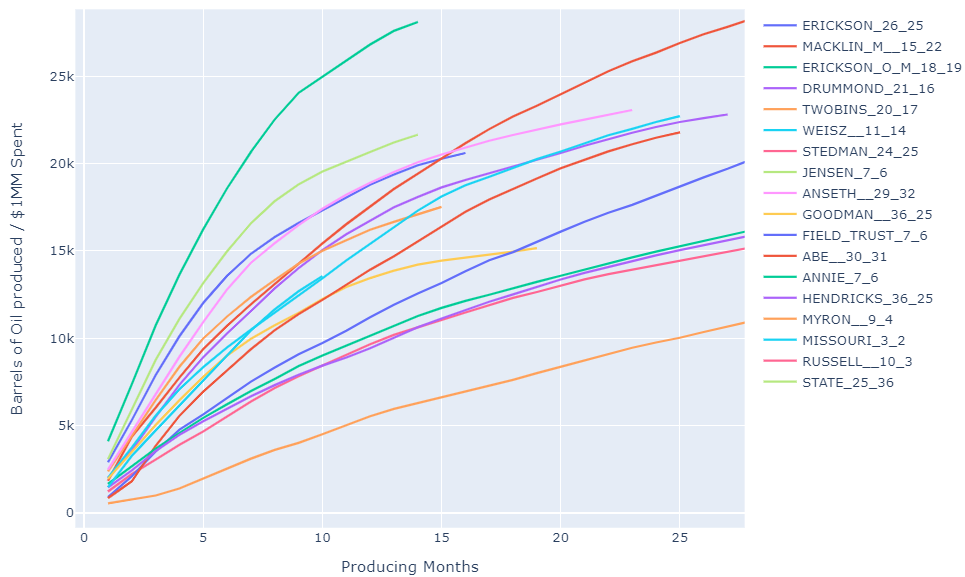 Barrels of Oil produced / $1MM Spent
25k
20k
15k
10k
5k
0
0 5 10 15 20 25
Producing Months
ERICKSON_26_25
MACKLIN_M__15_22
ERICKSON_O_M_18_19
DRUMMOND_21_16
TWOBINS_20_17
WEISZ__11_14
STEDMAN_24_25
JENSEN_7_6
ANSETH__29_32
GOODMAN__36_25
FIELD_TRUST_7_6
ABE__30_31
ANNIE_7_6
HENDRICKS_36_25
MYRON__9_4
MISSOURI_3_2
RUSSELL__10_3
STATE_25_36